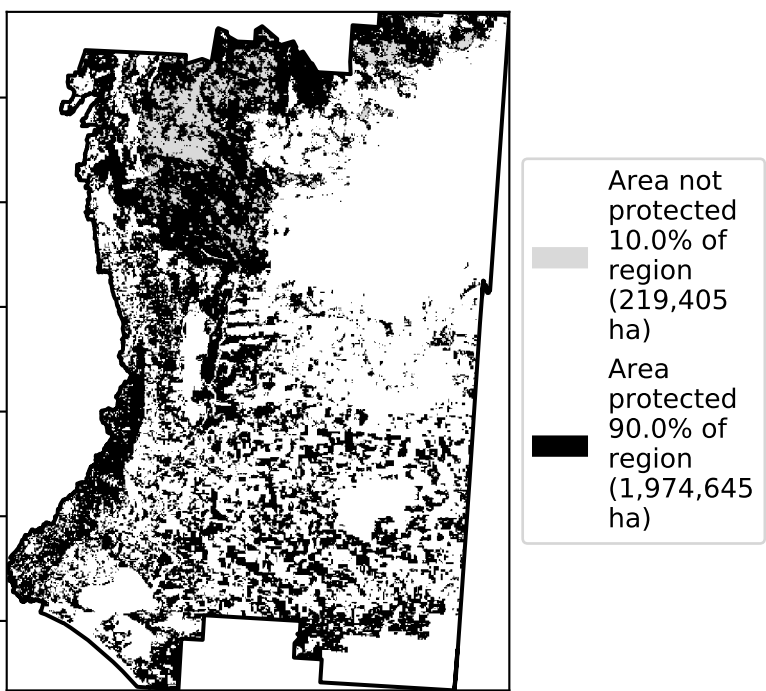 Area not
protected
10.0% of
region
(219,405
ha)
Area
protected
90.0% of
region
(1,974,645
ha)